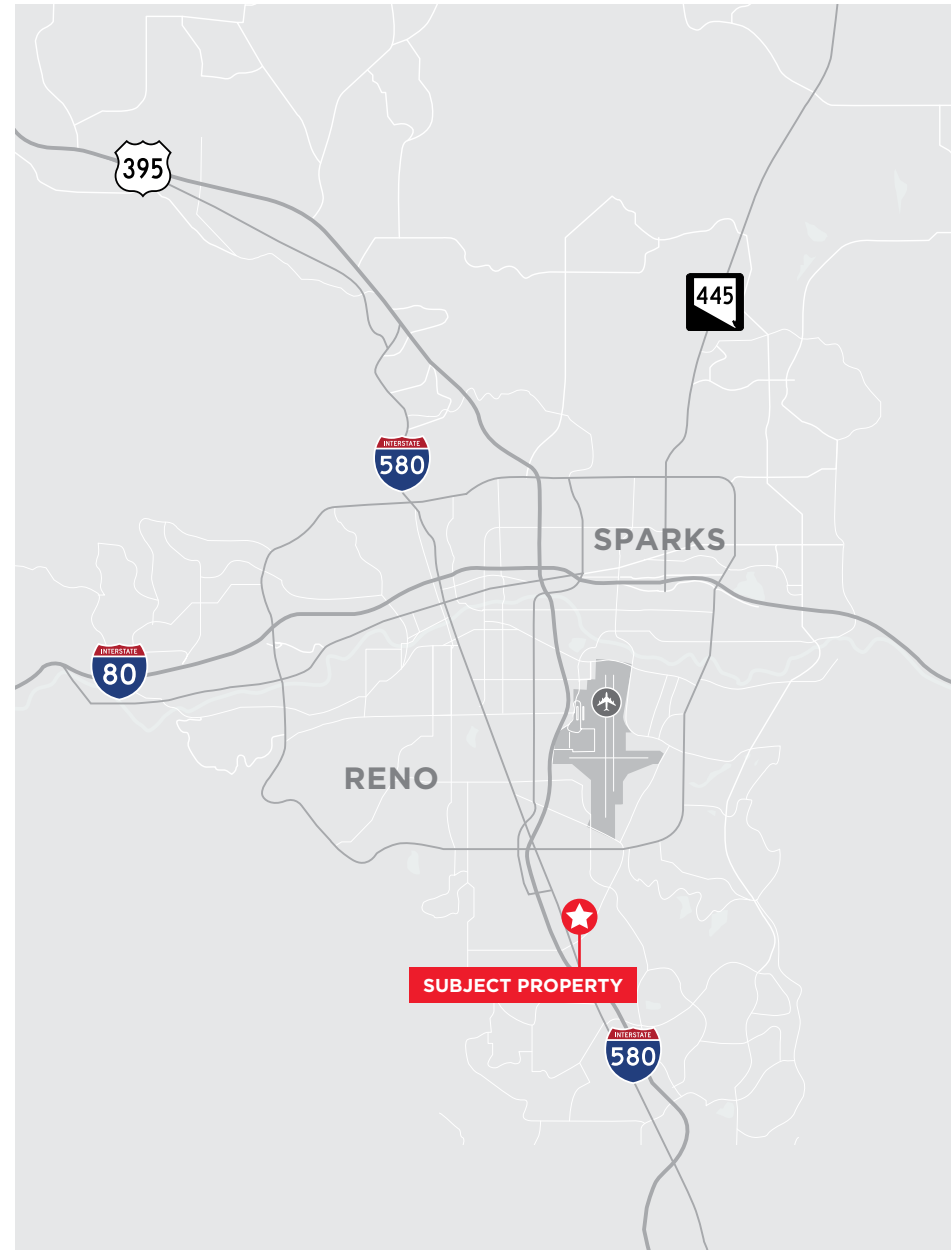 395
445
INTERSTATE
580
SPARKS
INTERSTATE
80
RENO
SUBJECT PROPERTY
INTERSTATE
580